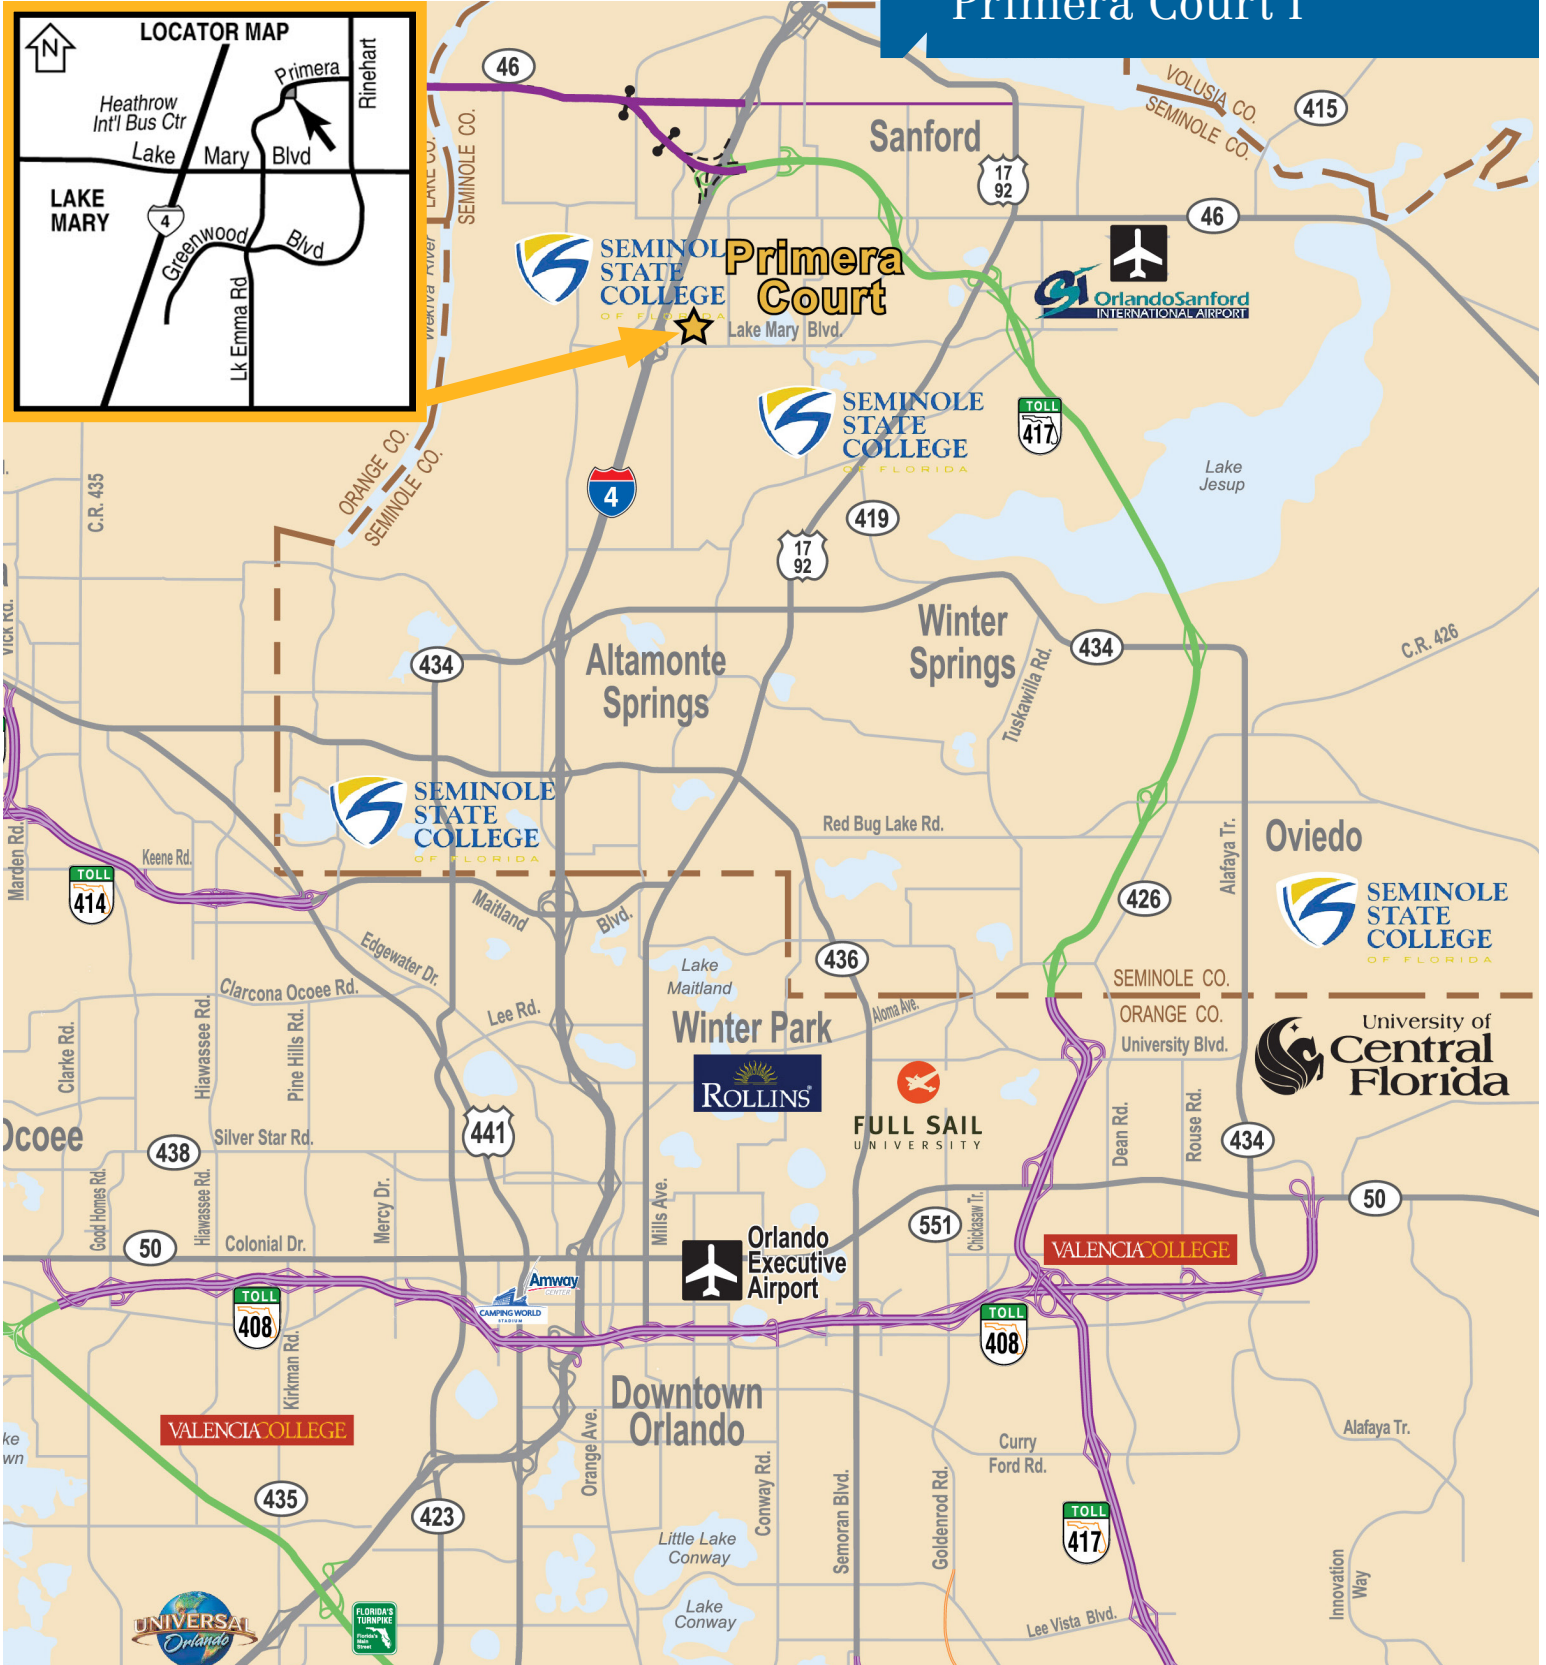 Primera Court I
LOCATOR MAP
N
Primera
Rinehart
Heathrow
Int'l Bus Ctr
Lake Mary Blvd
LAKE
MARY
4
Greenwood Blvd
Lk Emma Rd
46
LAKE CO.
SEMINOLE CO.
Wekiva River
VOLUSIA CO.
SEMINOLE CO.
415
Sanford
17
92
46
SEMINOL
STATE
COLLEGE
OF FLORIDA
Primera
Court
Lake Mary Blvd.
OrlandoSanford
INTERNATIONAL AIRPORT
SEMINOLE
STATE
COLLEGE
OF FLORIDA
TOLL
417
Lake
Jesup
ORANGE CO.
SEMINOLE CO.
C.R. 435
4
419
17
92
Vick Rd.
434
Altamonte
Springs
Winter
Springs
Tuskawilla Rd.
434
C.R. 426
SEMINOLE
STATE
COLLEGE
OF FLORIDA
Red Bug Lake Rd.
Alafaya Tr.
Oviedo
Marden Rd.
Keene Rd.
TOLL
414
Maitland Blvd.
426
SEMINOLE
STATE
COLLEGE
OF FLORIDA
Edgewater Dr.
Lake
Maitland
436
SEMINOLE CO.
ORANGE CO.
Clarcona Ocoee Rd.
Lee Rd.
Winter Park
Aloma Ave.
University Blvd.
University of
Central
Florida
Clarke Rd.
Hiawassee Rd.
Pine Hills Rd.
ROLLINS
FULL SAIL
UNIVERSITY
Dean Rd.
Rouse Rd.
Ocoee
438
Silver Star Rd.
441
434
Good Homes Rd.
Hiawassee Rd.
Mercy Dr.
Mills Ave.
Chickasaw Tr.
50
50
Colonial Dr.
551
Orlando
Executive
Airport
VALENCIACOLLEGE
Amway
CENTER
CAMPING WORLD
STADIUM
TOLL
408
TOLL
408
Kirkman Rd.
Downtown
Orlando
VALENCIACOLLEGE
Orange Ave.
Conway Rd.
Semoran Blvd.
Goldenrod Rd.
Curry
Ford Rd.
Alafaya Tr.
ke
wn
435
423
TOLL
417
Little Lake
Conway
Lake
Conway
Innovation
Way
Lee Vista Blvd.
UNIVERSAL
Orlando
FLORIDA'S
TURNPIKE
Florida's
Main
Street